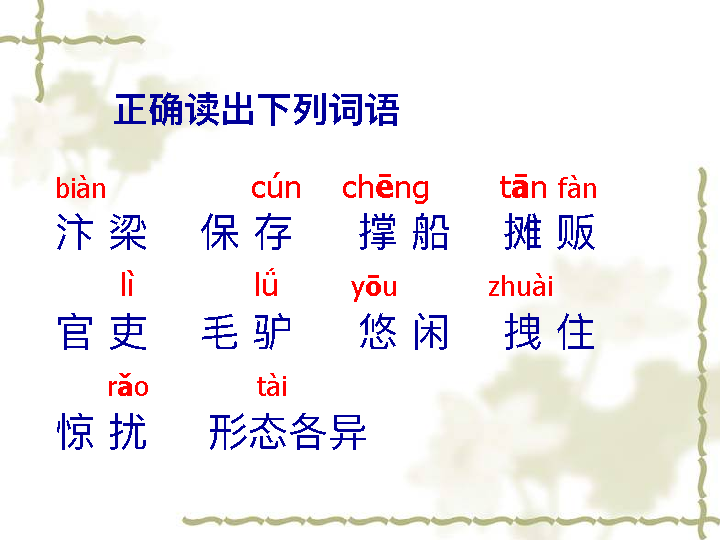 正确读出下列词语
biàn cún chēng tān fàn
汴 梁 保 存 撑 船 摊 贩
lì lǘ yōu zhuài
官 吏 毛 驴 悠 闲 拽 住
rǎo tài
惊 扰 形态各异